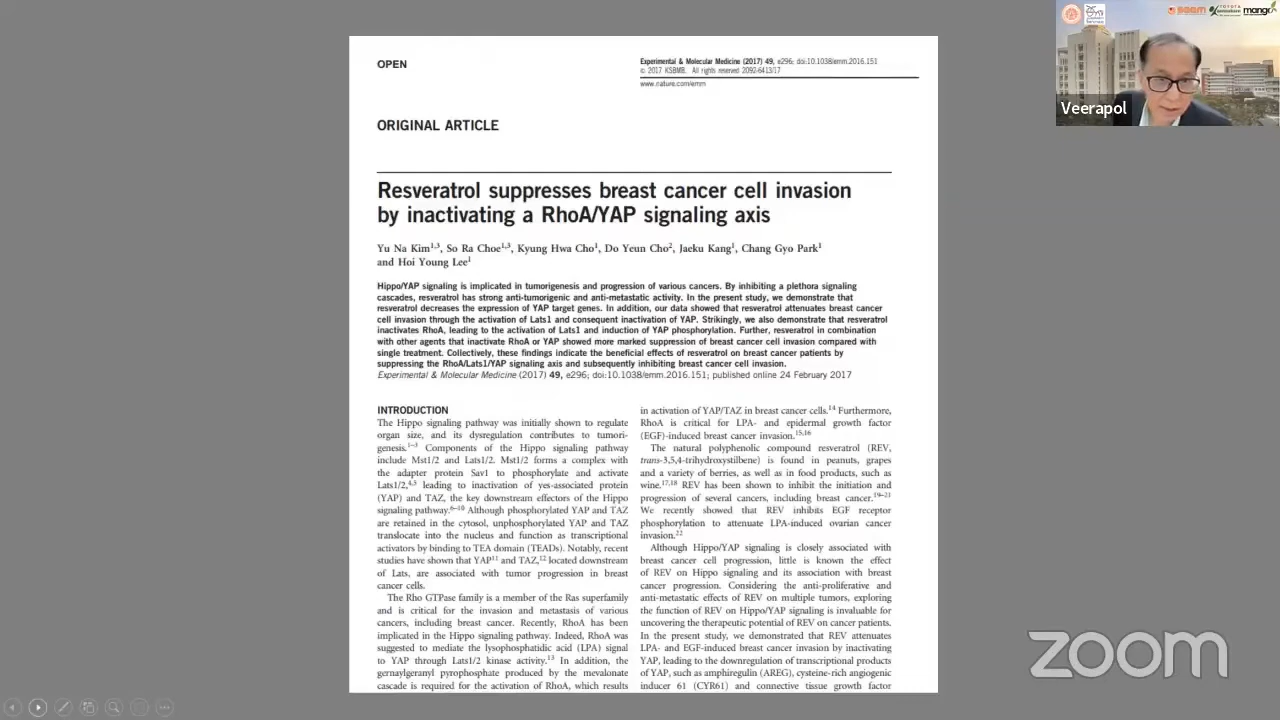 OPEN
Experimental & Molecular Medicine (2017) 49, e296; doi:10.1038/emm.2016.151
© 2017 KSBMB. All rights reserved 2092-6413/17
www.nature.com/emm
ORIGINAL ARTICLE
Resveratrol suppresses breast cancer cell invasion
by inactivating a RhoA/YAP signaling axis
Yu Na Kim1,3, So Ra Choe1,3, Kyung Hwa Cho1, Do Yeun Cho2, Jaeku Kang1, Chang Gyo Park1
and Hoi Young Lee1
Hippo/YAP signaling is implicated in tumorigenesis and progression of various cancers. By inhibiting a plethora signaling
cascades, resveratrol has strong anti-tumorigenic and anti-metastatic activity. In the present study, we demonstrate that
resveratrol decreases the expression of YAP target genes. In addition, our data showed that resveratrol attenuates breast cancer
cell invasion through the activation of Lats1 and consequent inactivation of YAP. Strikingly, we also demonstrate that resveratrol
inactivates RhoA, leading to the activation of Lats1 and induction of YAP phosphorylation. Further, resveratrol in combination
with other agents that inactivate RhoA or YAP showed more marked suppression of breast cancer cell invasion compared with
single treatment. Collectively, these findings indicate the beneficial effects of resveratrol on breast cancer patients by
suppressing the RhoA/Lats1/YAP signaling axis and subsequently inhibiting breast cancer cell invasion.
Experimental & Molecular Medicine (2017) 49, e296; doi:10.1038/emm.2016.151; published online 24 February 2017
INTRODUCTION
The Hippo signaling pathway was initially shown to regulate
organ size, and its dysregulation contributes to tumori-
genesis.1–3 Components of the Hippo signaling pathway
include Mst1/2 and Lats1/2. Mst1/2 forms a complex with
the adapter protein Sav1 to phosphorylate and activate
Lats1/2,4,5 leading to inactivation of yes-associated protein
(YAP) and TAZ, the key downstream effectors of the Hippo
signaling pathway.6–10 Although phosphorylated YAP and TAZ
are retained in the cytosol, unphosphorylated YAP and TAZ
translocate into the nucleus and function as transcriptional
activators by binding to TEA domain (TEADs). Notably, recent
studies have shown that YAP11 and TAZ,12 located downstream
of Lats, are associated with tumor progression in breast
cancer cells.
The Rho GTPase family is a member of the Ras superfamily
and is critical for the invasion and metastasis of various
cancers, including breast cancer. Recently, RhoA has been
implicated in the Hippo signaling pathway. Indeed, RhoA was
suggested to mediate the lysophosphatidic acid (LPA) signal
to YAP through Lats1/2 kinase activity.13 In addition, the
gernaylgeranyl pyrophosphate produced by the mevalonate
cascade is required for the activation of RhoA, which results
in activation of YAP/TAZ in breast cancer cells.14 Furthermore,
RhoA is critical for LPA- and epidermal growth factor
(EGF)-induced breast cancer invasion.15,16
The natural polyphenolic compound resveratrol (REV,
trans-3,5,4-trihydroxystilbene) is found in peanuts, grapes
and a variety of berries, as well as in food products, such as
wine.17,18 REV has been shown to inhibit the initiation and
progression of several cancers, including breast cancer.19–21
We recently showed that REV inhibits EGF receptor
phosphorylation to attenuate LPA-induced ovarian cancer
invasion.22
Although Hippo/YAP signaling is closely associated with
breast cancer cell progression, little is known the effect
of REV on Hippo signaling and its association with breast
cancer progression. Considering the anti-proliferative and
anti-metastatic effects of REV on multiple tumors, exploring
the function of REV on Hippo/YAP signaling is invaluable for
uncovering the therapeutic potential of REV on cancer patients.
In the present study, we demonstrated that REV attenuates
LPA- and EGF-induced breast cancer invasion by inactivating
YAP, leading to the downregulation of transcriptional products
of YAP, such as amphiregulin (AREG), cysteine-rich angiogenic
inducer 61 (CYR61) and connective tissue growth factor
Veerapol
zoom